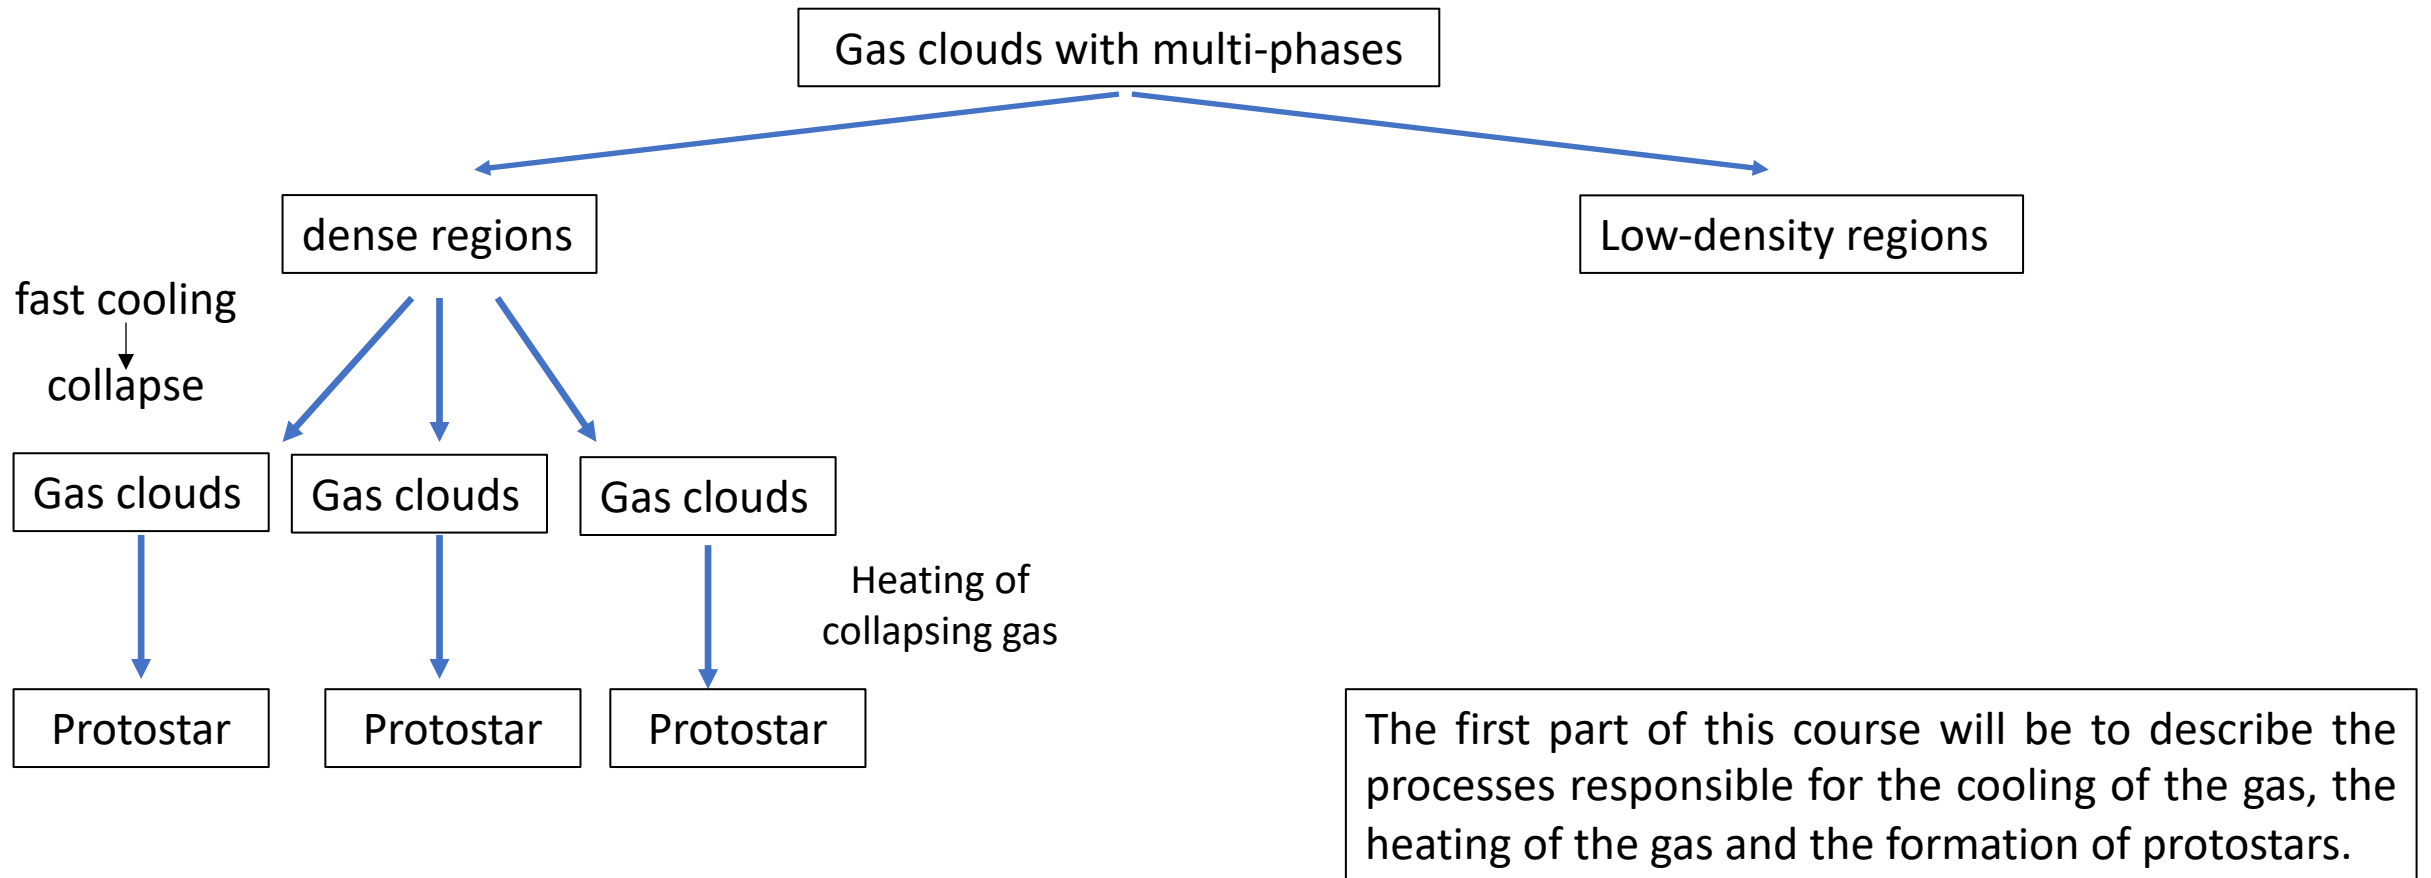 Gas clouds with multi-phases
dense regions
Low-density regions
fast cooling
collapse
Gas clouds
Gas clouds
Gas clouds
Heating of
collapsing gas
Protostar
Protostar
Protostar
The first part of this course will be to describe the
processes responsible for the cooling of the gas, the
heating of the gas and the formation of protostars.